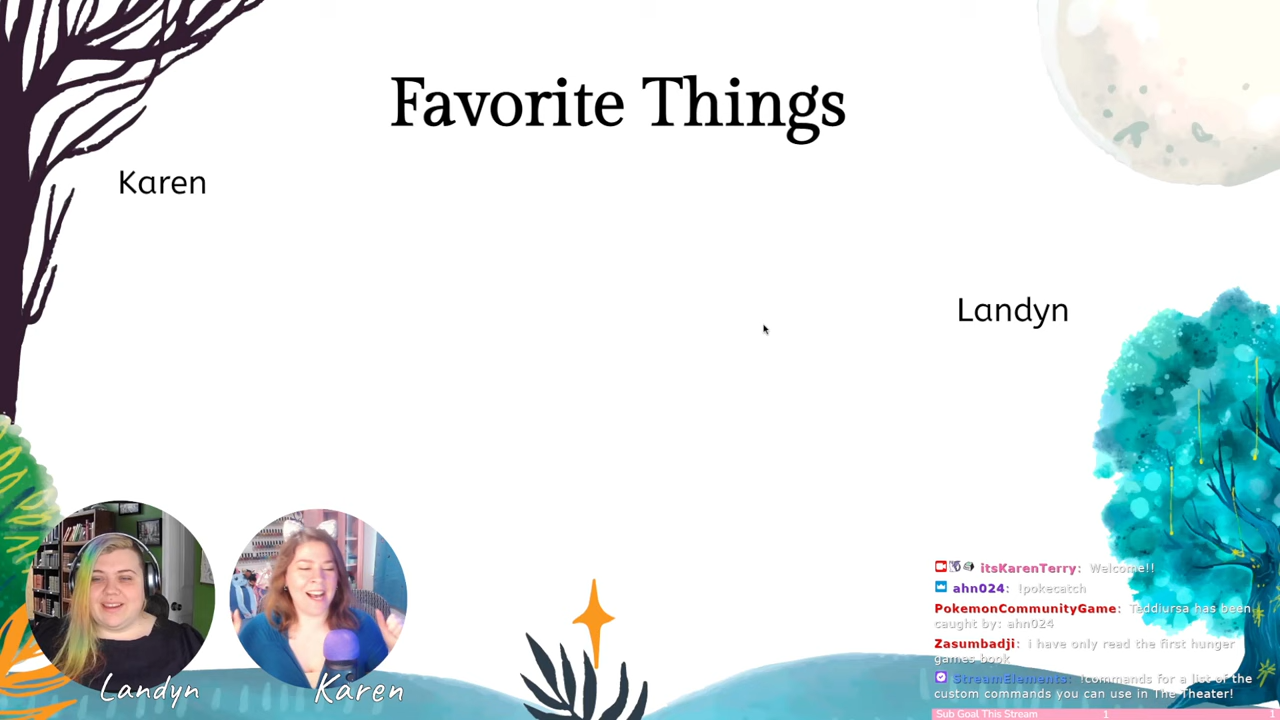 Favorite Things
Karen
Landyn
Landyn
Karen
itsKarenTerry: Welcome!!
ahn024: !pokecatch
PokemonCommunityGame: Teddiursa has been
caught by: ahn024
Zasumbadji: i have only read the first hunger
games book
StreamElements: !commands for a list of the
custom commands you can use in The Theater!
Sub Goal This Stream 1 1